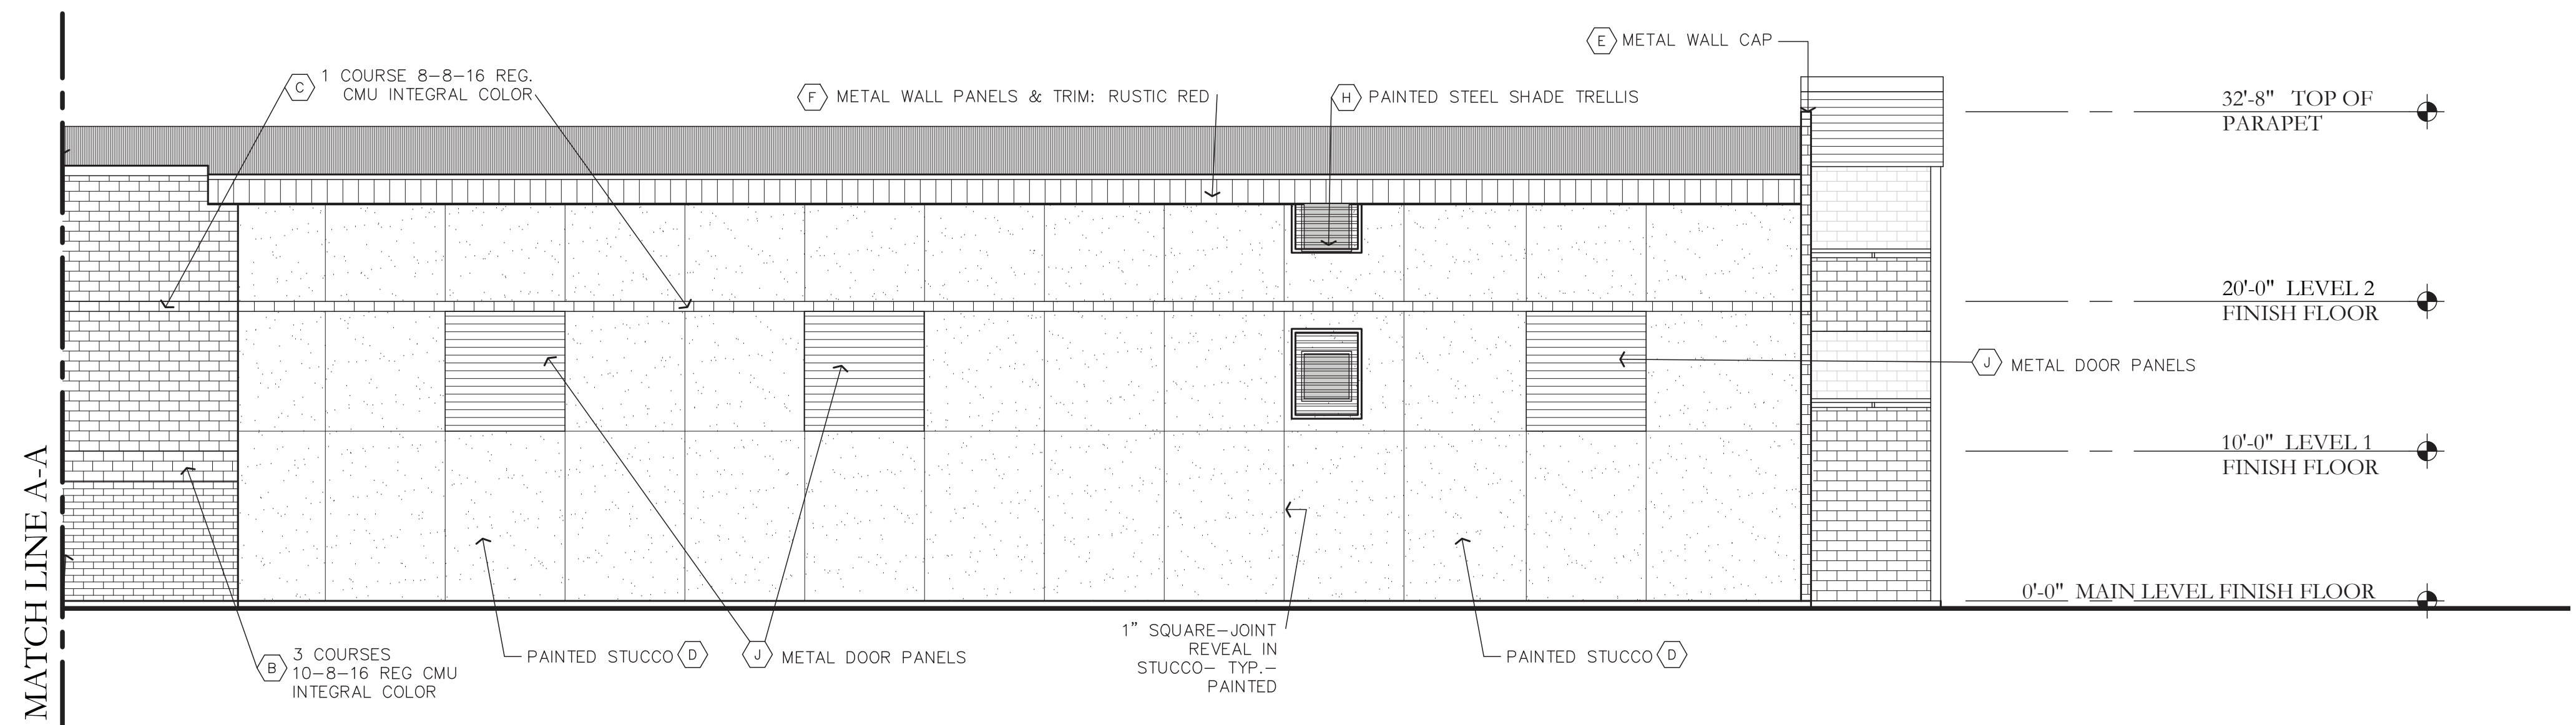 E METAL WALL CAP
C 1 COURSE 8-8-16 REG.
CMU INTEGRAL COLOR
F METAL WALL PANELS & TRIM: RUSTIC RED
H PAINTED STEEL SHADE TRELLIS
32'-8" TOP OF
PARAPET
20'-0" LEVEL 2
FINISH FLOOR
J METAL DOOR PANELS
10'-0" LEVEL 1
FINISH FLOOR
0'-0" MAIN LEVEL FINISH FLOOR
MATCH LINE A-A
B 3 COURSES
10-8-16 REG CMU
INTEGRAL COLOR
PAINTED STUCCO D
J METAL DOOR PANELS
1" SQUARE-JOINT
REVEAL IN
STUCCO- TYP.-
PAINTED
PAINTED STUCCO D